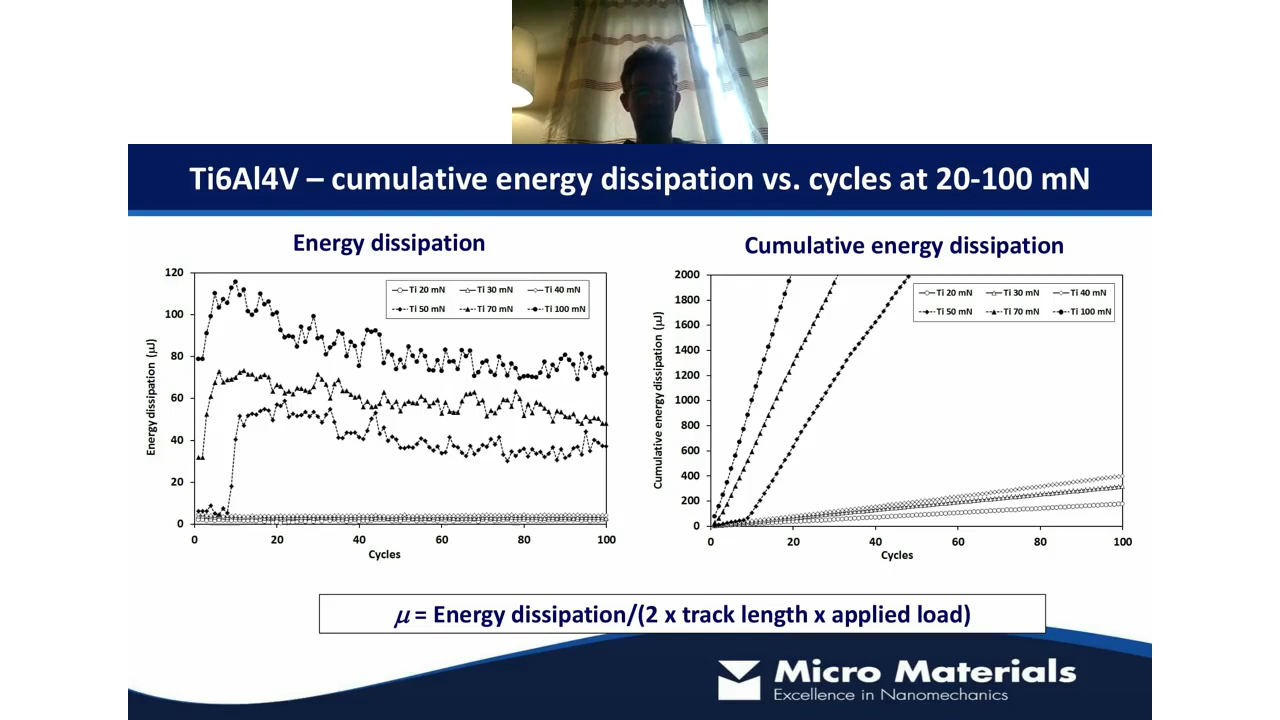 Ti6Al4V – cumulative energy dissipation vs. cycles at 20-100 mN
Energy dissipation
120
100
80
60
40
20
0
Energy dissipation (μJ)
Ti 20 mN Ti 30 mN Ti 40 mN
Ti 50 mN Ti 70 mN Ti 100 mN
0 20 40 60 80 100
Cycles
Cumulative energy dissipation
2000
1800
1600
1400
1200
1000
800
600
400
200
0
Cumulative energy dissipation (μJ)
Ti 20 mN Ti 30 mN Ti 40 mN
Ti 50 mN Ti 70 mN Ti 100 mN
0 20 40 60 80 100
Cycles
μ = Energy dissipation/(2 x track length x applied load)
Micro Materials
Excellence in Nanomechanics